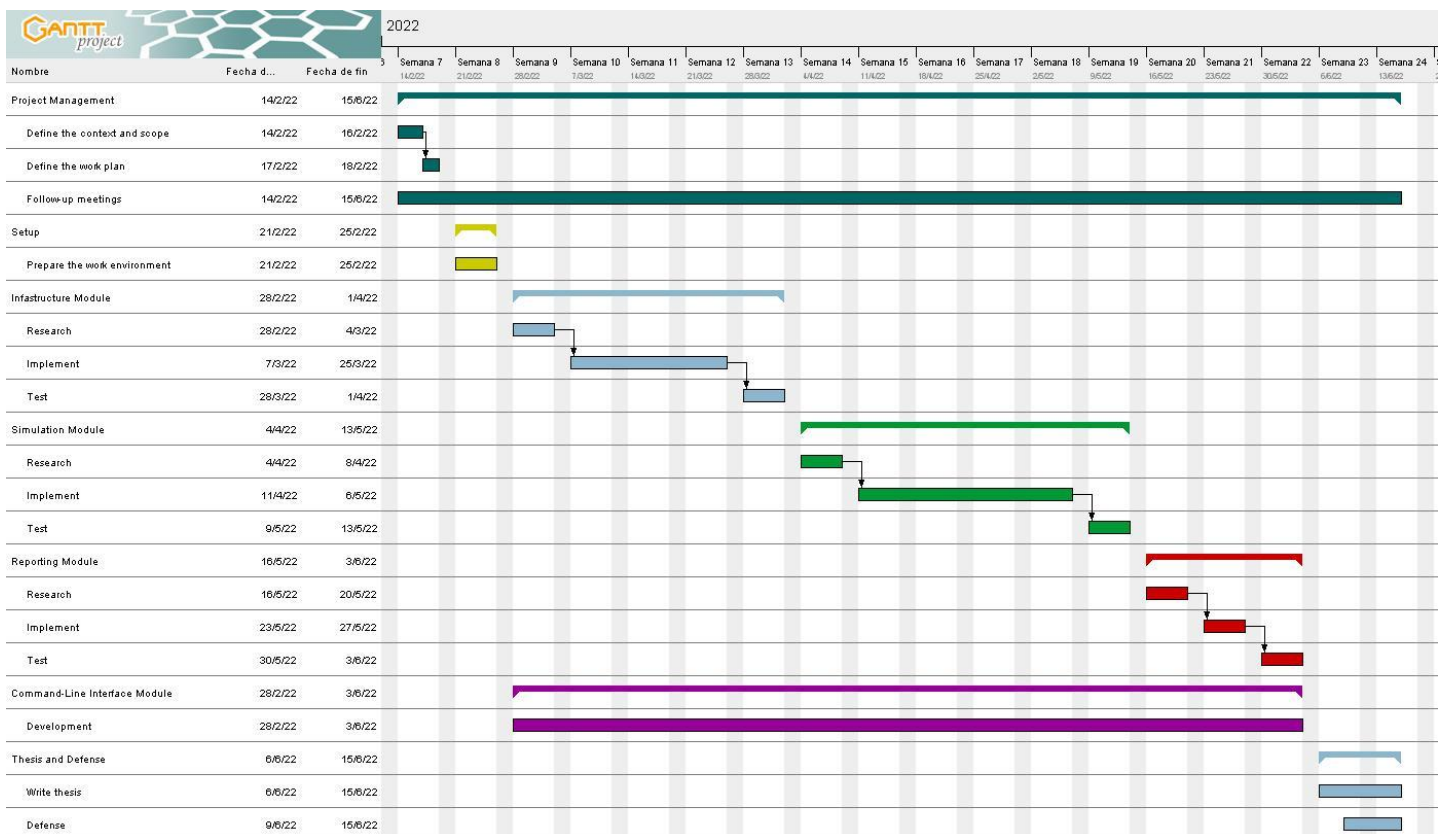 GANTT
project
2022
Nombre Fecha d... Fecha de fin
Semana 7 Semana 8 Semana 9 Semana 10 Semana 11 Semana 12 Semana 13 Semana 14 Semana 15 Semana 16 Semana 17 Semana 18 Semana 19 Semana 20 Semana 21 Semana 22 Semana 23 Semana 24
14/2/22 21/2/22 28/2/22 7/3/22 14/3/22 21/3/22 28/3/22 4/4/22 11/4/22 18/4/22 25/4/22 2/5/22 9/5/22 16/5/22 23/5/22 30/5/22 6/6/22 13/6/22
Project Management 14/2/22 15/6/22
Define the context and scope 14/2/22 16/2/22
Define the work plan 17/2/22 18/2/22
Follow-up meetings 14/2/22 15/6/22
Setup 21/2/22 25/2/22
Prepare the work environment 21/2/22 25/2/22
Infastructure Module 28/2/22 1/4/22
Research 28/2/22 4/3/22
Implement 7/3/22 25/3/22
Test 28/3/22 1/4/22
Simulation Module 4/4/22 13/5/22
Research 4/4/22 8/4/22
Implement 11/4/22 6/5/22
Test 9/5/22 13/5/22
Reporting Module 16/5/22 3/6/22
Research 16/5/22 20/5/22
Implement 23/5/22 27/5/22
Test 30/5/22 3/6/22
Command-Line Interface Module 28/2/22 3/6/22
Development 28/2/22 3/6/22
Thesis and Defense 6/6/22 15/6/22
Write thesis 6/6/22 15/6/22
Defense 9/6/22 15/6/22